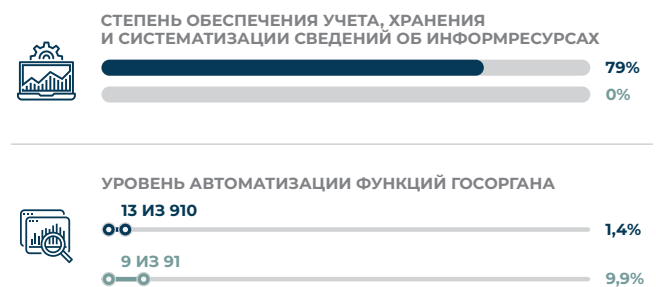 СТЕПЕНЬ ОБЕСПЕЧЕНИЯ УЧЕТА, ХРАНЕНИЯ
И СИСТЕМАТИЗАЦИИ СВЕДЕНИЙ ОБ ИНФОРМРЕСУРСАХ
79%
0%
УРОВЕНЬ АВТОМАТИЗАЦИИ ФУНКЦИЙ ГОСОРГАНА
13 ИЗ 910
1,4%
9 ИЗ 91
9,9%